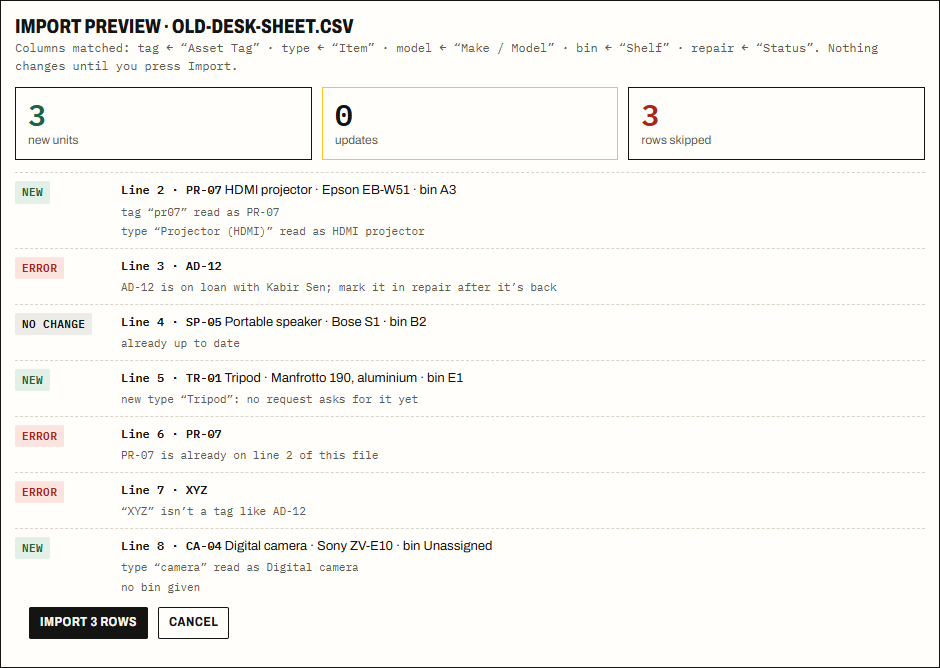 IMPORT PREVIEW · OLD-DESK-SHEET.CSV
Columns matched: tag ← “Asset Tag” · type ← “Item” · model ← “Make / Model” · bin ← “Shelf” · repair ← “Status”. Nothing
changes until you press Import.
3
new units
0
updates
3
rows skipped
NEW
Line 2 · PR-07 HDMI projector · Epson EB-W51 · bin A3
tag “pr07” read as PR-07
type “Projector (HDMI)” read as HDMI projector
ERROR
Line 3 · AD-12
AD-12 is on loan with Kabir Sen; mark it in repair after it’s back
NO CHANGE
Line 4 · SP-05 Portable speaker · Bose S1 · bin B2
already up to date
NEW
Line 5 · TR-01 Tripod · Manfrotto 190, aluminium · bin E1
new type “Tripod”: no request asks for it yet
ERROR
Line 6 · PR-07
PR-07 is already on line 2 of this file
ERROR
Line 7 · XYZ
“XYZ” isn’t a tag like AD-12
NEW
Line 8 · CA-04 Digital camera · Sony ZV-E10 · bin Unassigned
type “camera” read as Digital camera
no bin given
IMPORT 3 ROWS
CANCEL